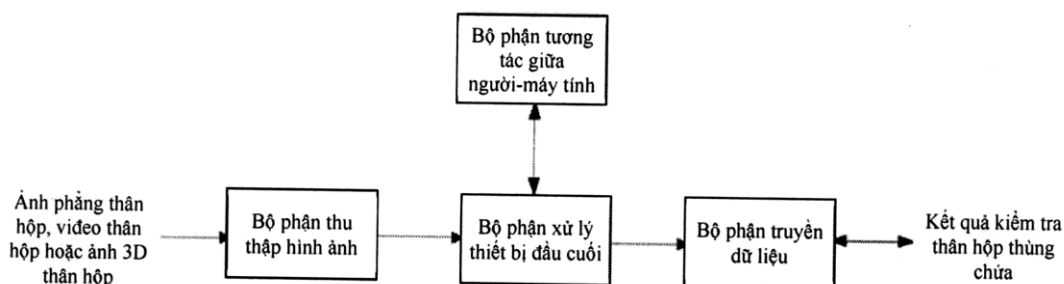 Bộ phận tương
tác giữa
người-máy tính
Ảnh phẳng thân
hộp, viđeo thân
hộp hoặc ảnh 3D
thân hộp
Bộ phận thu
thập hình ảnh
Bộ phận xử lý
thiết bị đầu cuối
Bộ phận truyền
dữ liệu
Kết quả kiểm tra
thân hộp thùng
chứa